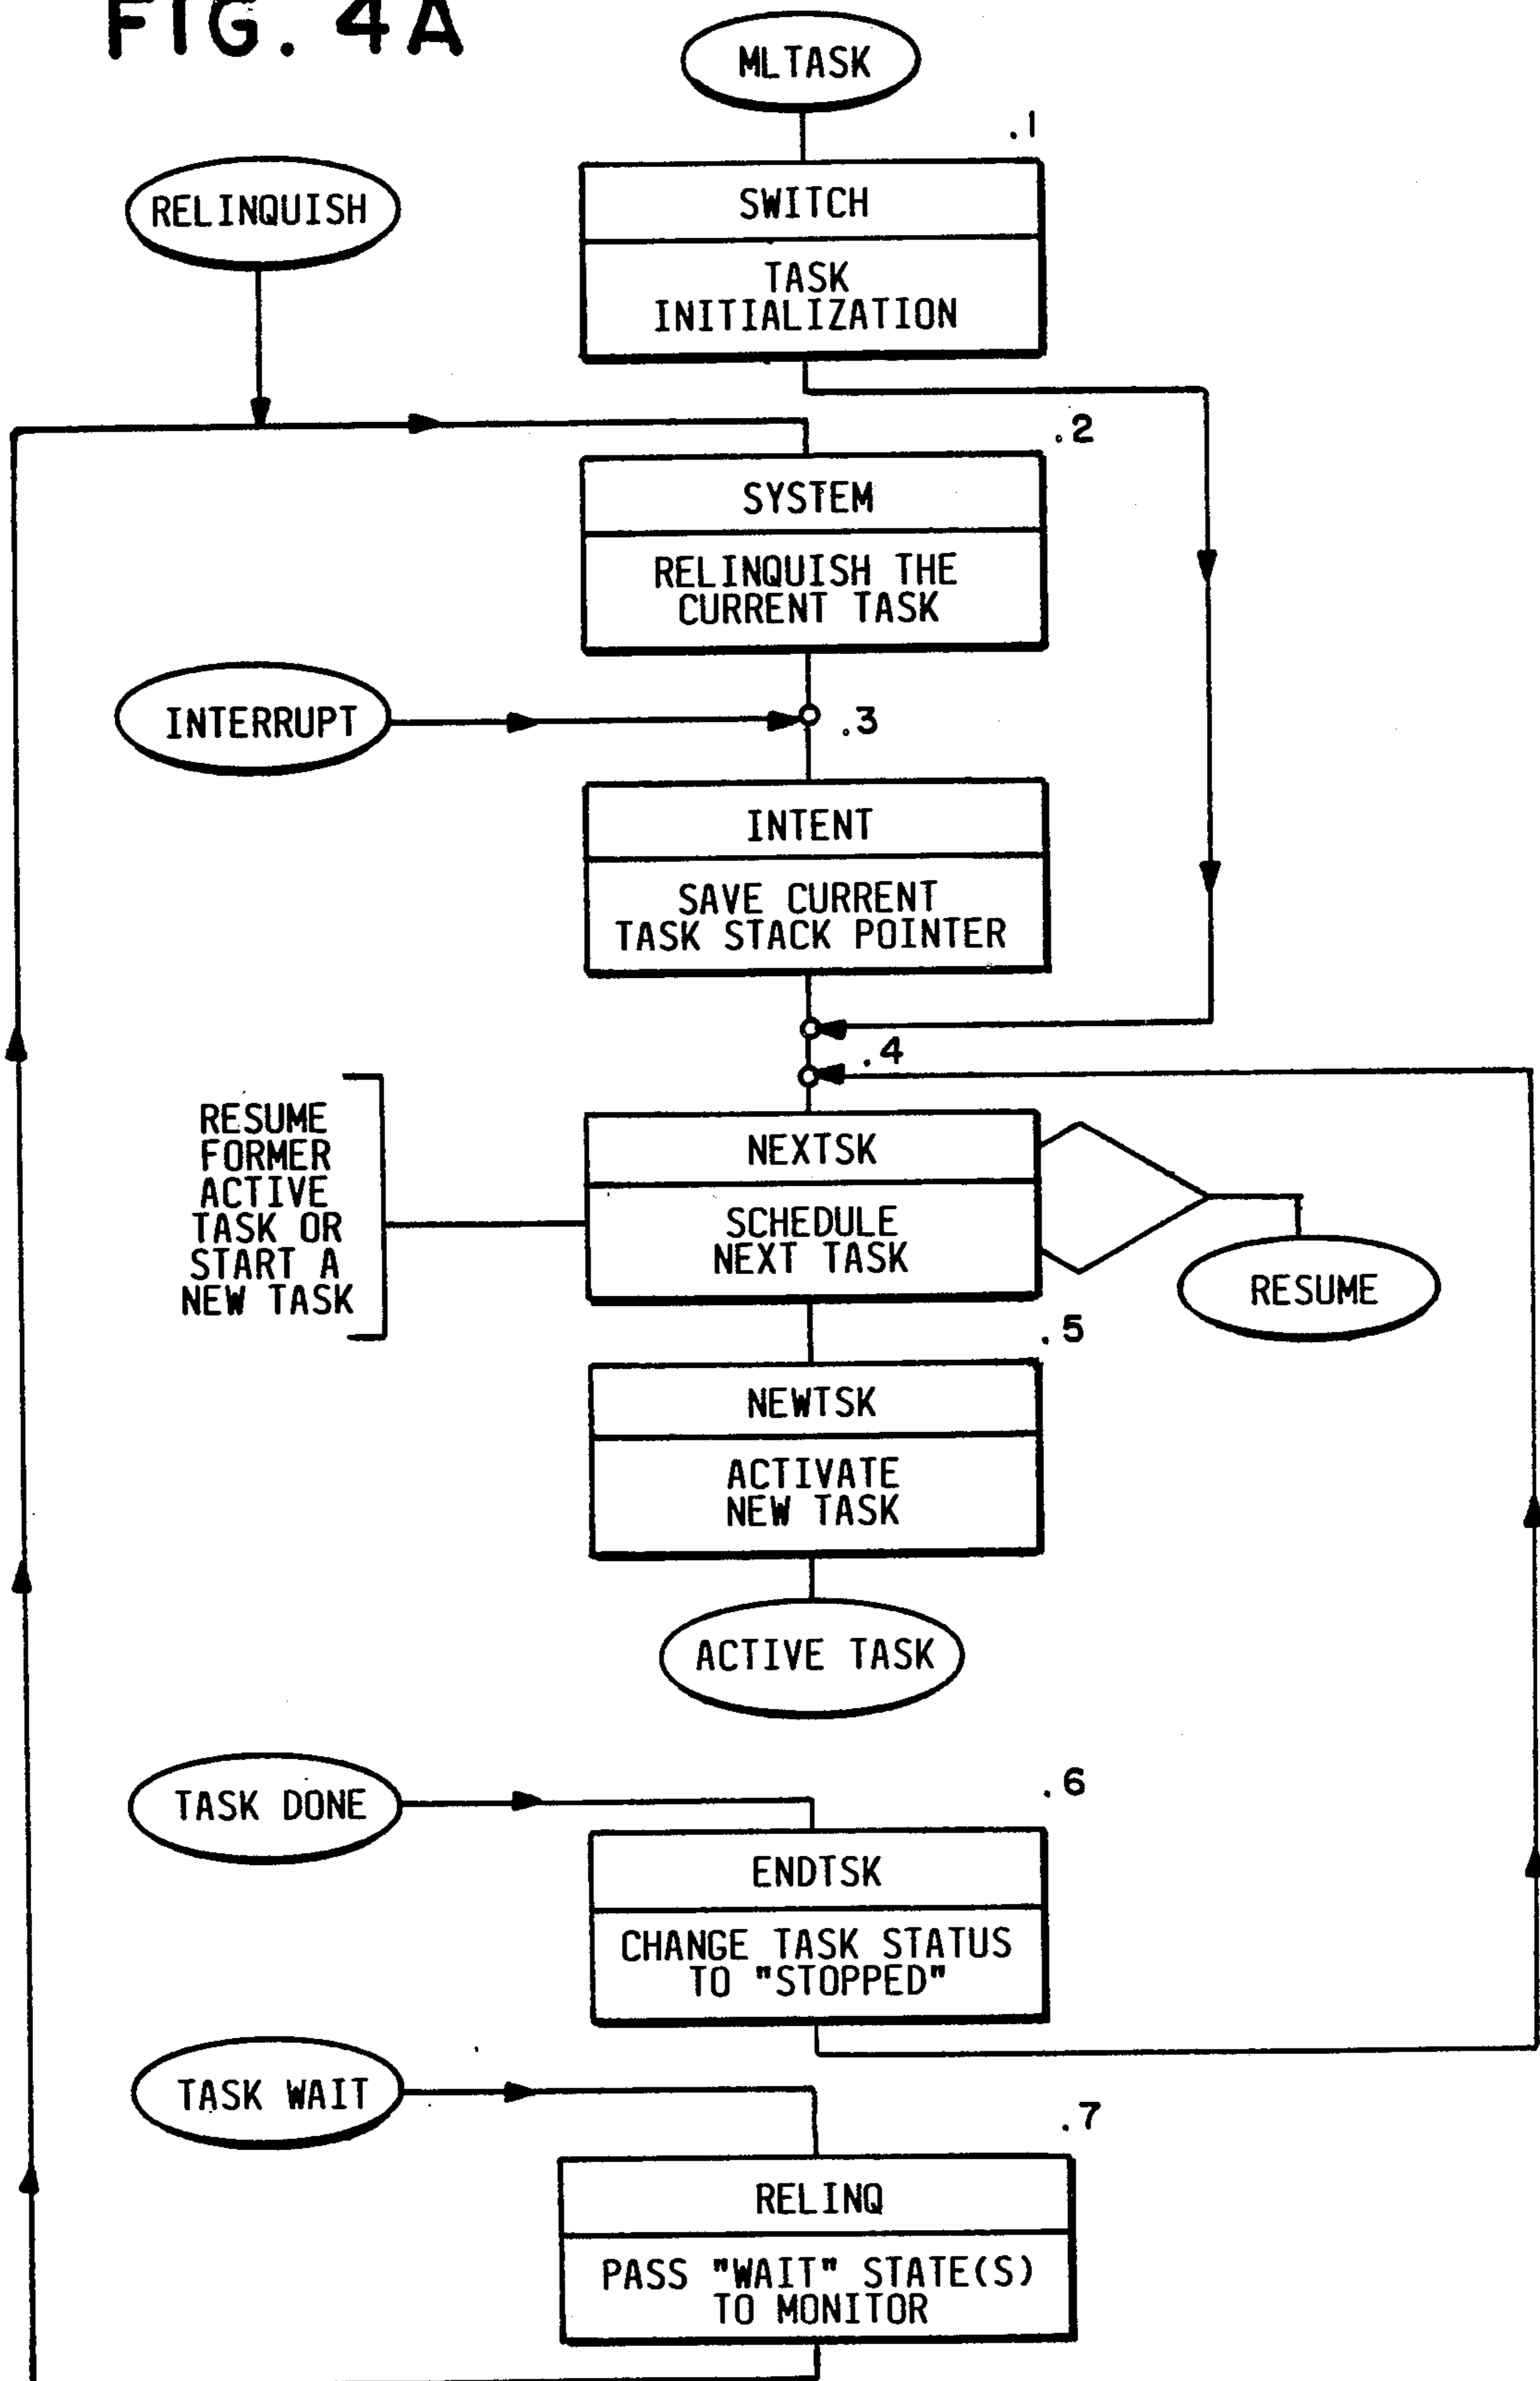 FIG. 4A
MLTASK
.1
SWITCH
TASK
INITIALIZATION
RELINQUISH
.2
SYSTEM
RELINQUISH THE
CURRENT TASK
INTERRUPT
.3
INTENT
SAVE CURRENT
TASK STACK POINTER
.4
RESUME
FORMER
ACTIVE
TASK OR
START A
NEW TASK
NEXTSK
SCHEDULE
NEXT TASK
RESUME
.5
NEWTSK
ACTIVATE
NEW TASK
ACTIVE TASK
TASK DONE
.6
ENDTSK
CHANGE TASK STATUS
TO "STOPPED"
TASK WAIT
.7
RELINQ
PASS "WAIT" STATE(S)
TO MONITOR